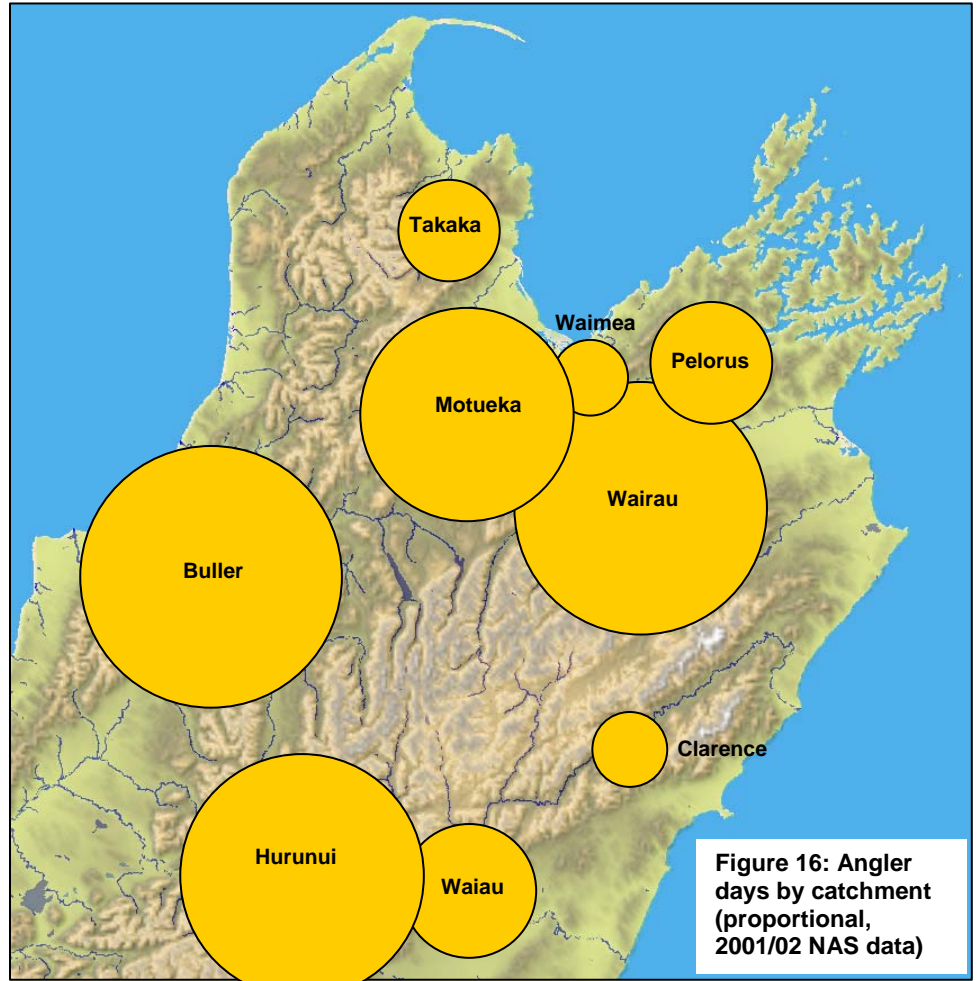 Takaka
Waimea
Pelorus
Motueka
Wairau
Buller
Clarence
Hurunui
Waiau
Figure 16: Angler
days by catchment
(proportional,
2001/02 NAS data)